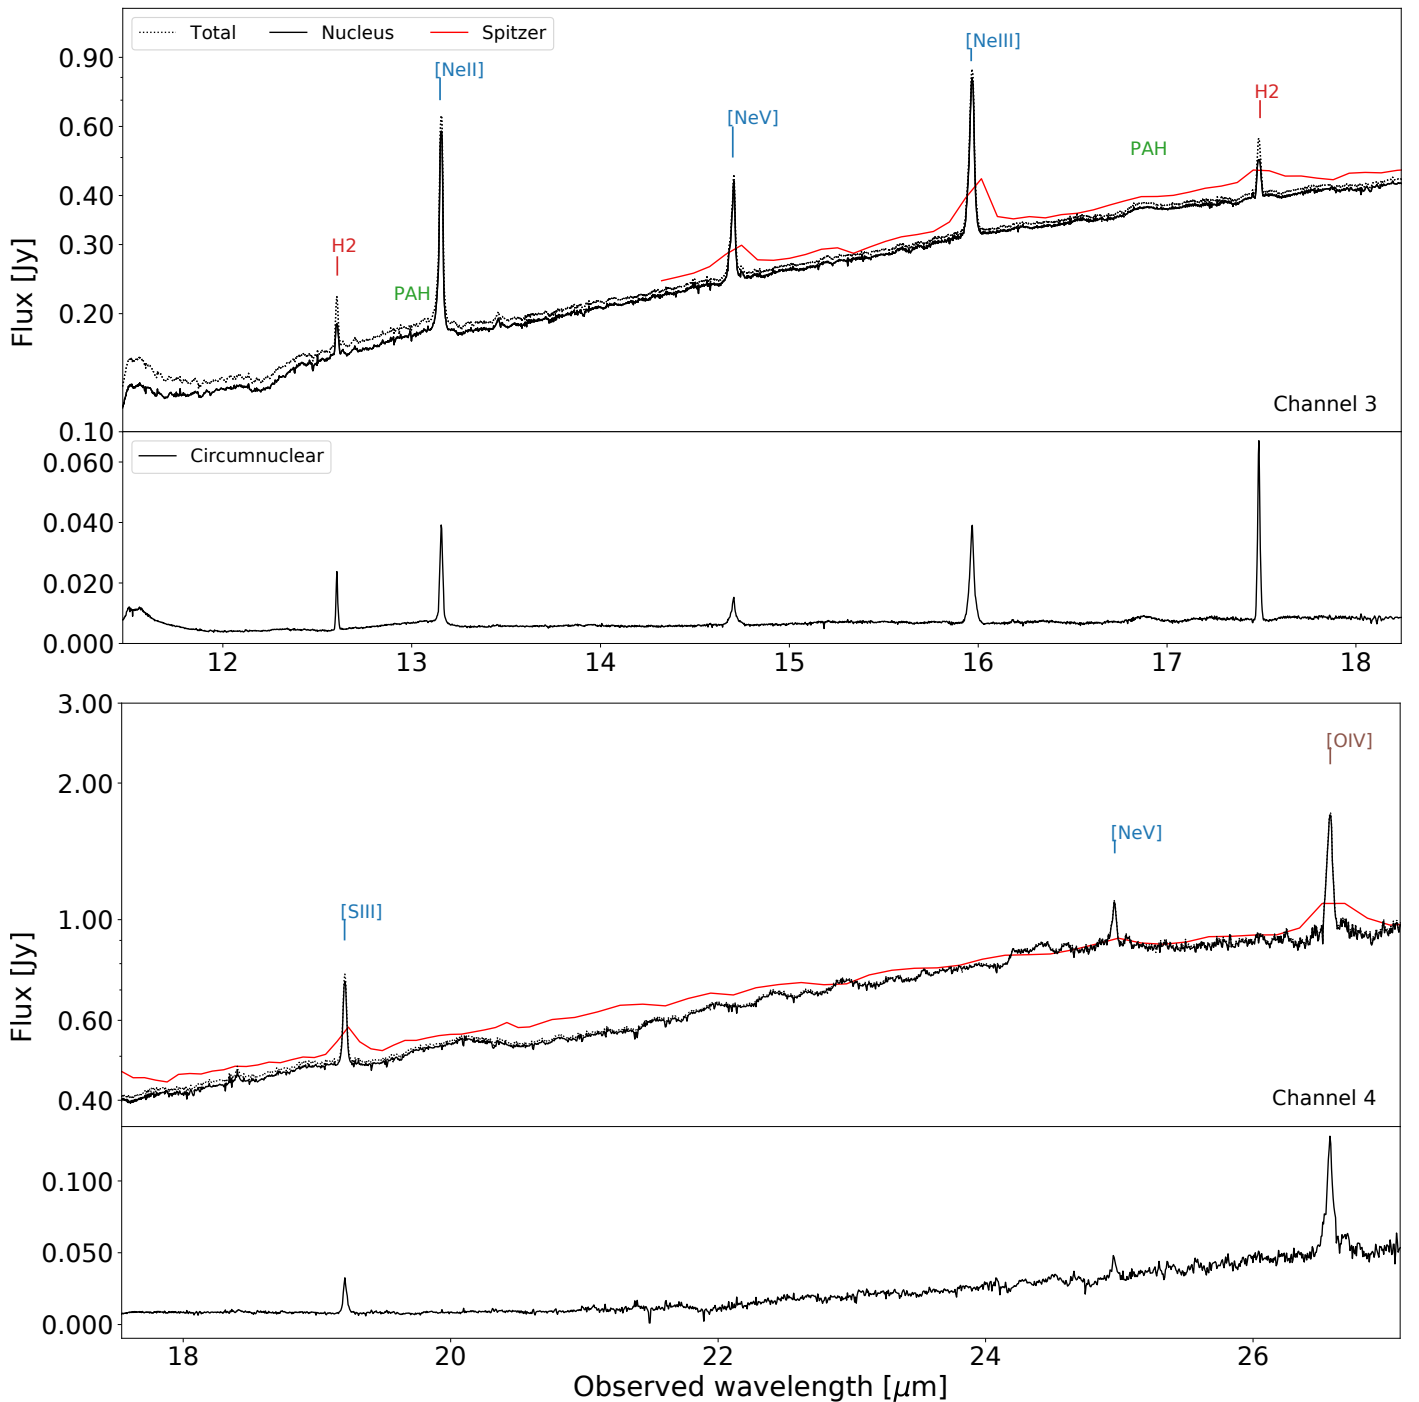 Total Nucleus Spitzer
[NeII]
[NeV]
[NeIII]
H2
H2
PAH
PAH
0.90
0.60
0.40
0.30
0.20
0.10
Flux [Jy]
Channel 3
Circumnuclear
0.060
0.040
0.020
0.000
12 13 14 15 16 17 18
3.00
2.00
1.00
0.60
0.40
Flux [Jy]
[SIII]
[NeV]
[OIV]
Channel 4
0.100
0.050
0.000
18 20 22 24 26
Observed wavelength [μm]